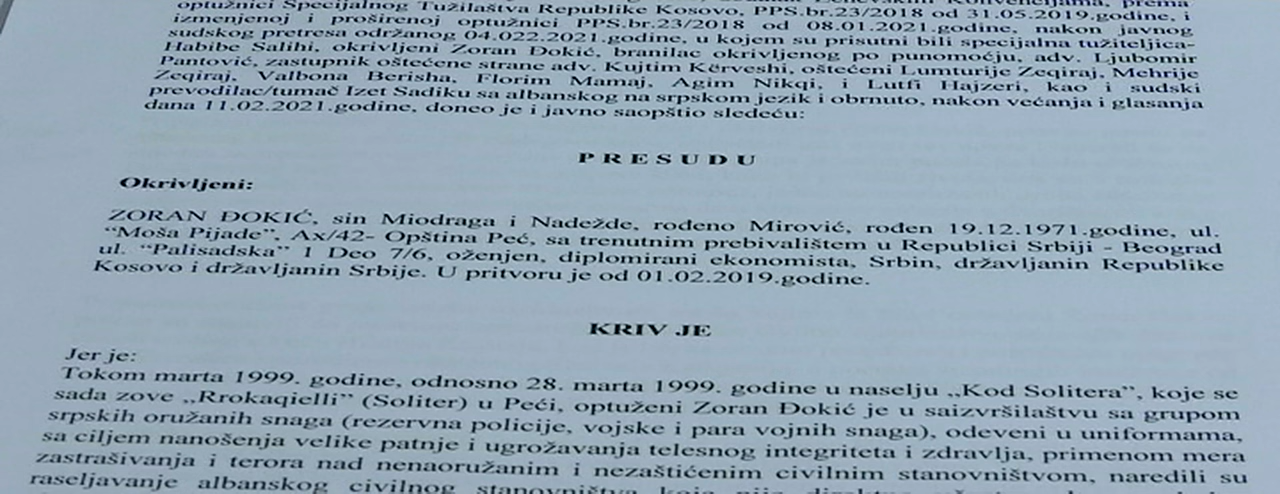 optužnici Specijalnog Tužilaštva Republike Kosovo, PPS.br.23/2018 od 31.05.2019.godine, i
izmenjenoj i proširenoj optužnici PPS.br.23/2018 od 08.01.2021.godine, nakon javnog
sudskog pretresa održanog 04.022.2021.godine, u kojem su prisutni bili specijalna tužiteljica-
Habibe Salihi, okrivljeni Zoran Đokić, branilac okrivljenog po punomoćju, adv. Ljubomir
Pantović, zastupnik oštećene strane adv. Kujtim Kërveshi, oštećeni Lumturije Zeqiraj, Mehrije
Zeqiraj, Valbona Berisha, Florim Mamaj, Agim Nikqi, i Lutfi Hajzeri, kao i sudski
prevodilac/tumač Izet Sadiku sa albanskog na srpskom jezik i obrnuto, nakon većanja i glasanja
dana 11.02.2021.godine, doneo je i javno saopštio sledeću:
P R E S U D U
Okrivljeni:
ZORAN ĐOKIĆ, sin Miodraga i Nadežde, rođeno Mirović, rođen 19.12.1971.godine, ul.
“Moša Pijade”, Ax/42- Opština Peć, sa trenutnim prebivalištem u Republici Srbiji - Beograd
ul. “Palisadska” 1 Deo 7/6, oženjen, diplomirani ekonomista, Srbin, državljanin Republike
Kosovo i državljanin Srbije. U pritvoru je od 01.02.2019.godine.
KRIV JE
Jer je:
Tokom marta 1999. godine, odnosno 28. marta 1999. godine u naselju „Kod Solitera”, koje se
sada zove „Rrokaqielli” (Soliter) u Peći, optuženi Zoran Đokić je u saizvršilaštvu sa grupom
srpskih oružanih snaga (rezervna policije, vojske i para vojnih snaga), odeveni u uniformama,
sa ciljem nanošenja velike patnje i ugrožavanja telesnog integriteta i zdravlja, primenom mera
zastrašivanja i terora nad nenaoružanim i nezaštićenim civilnim stanovništvom, naredili su
raseljavanje albanskog civilnog stanovništva